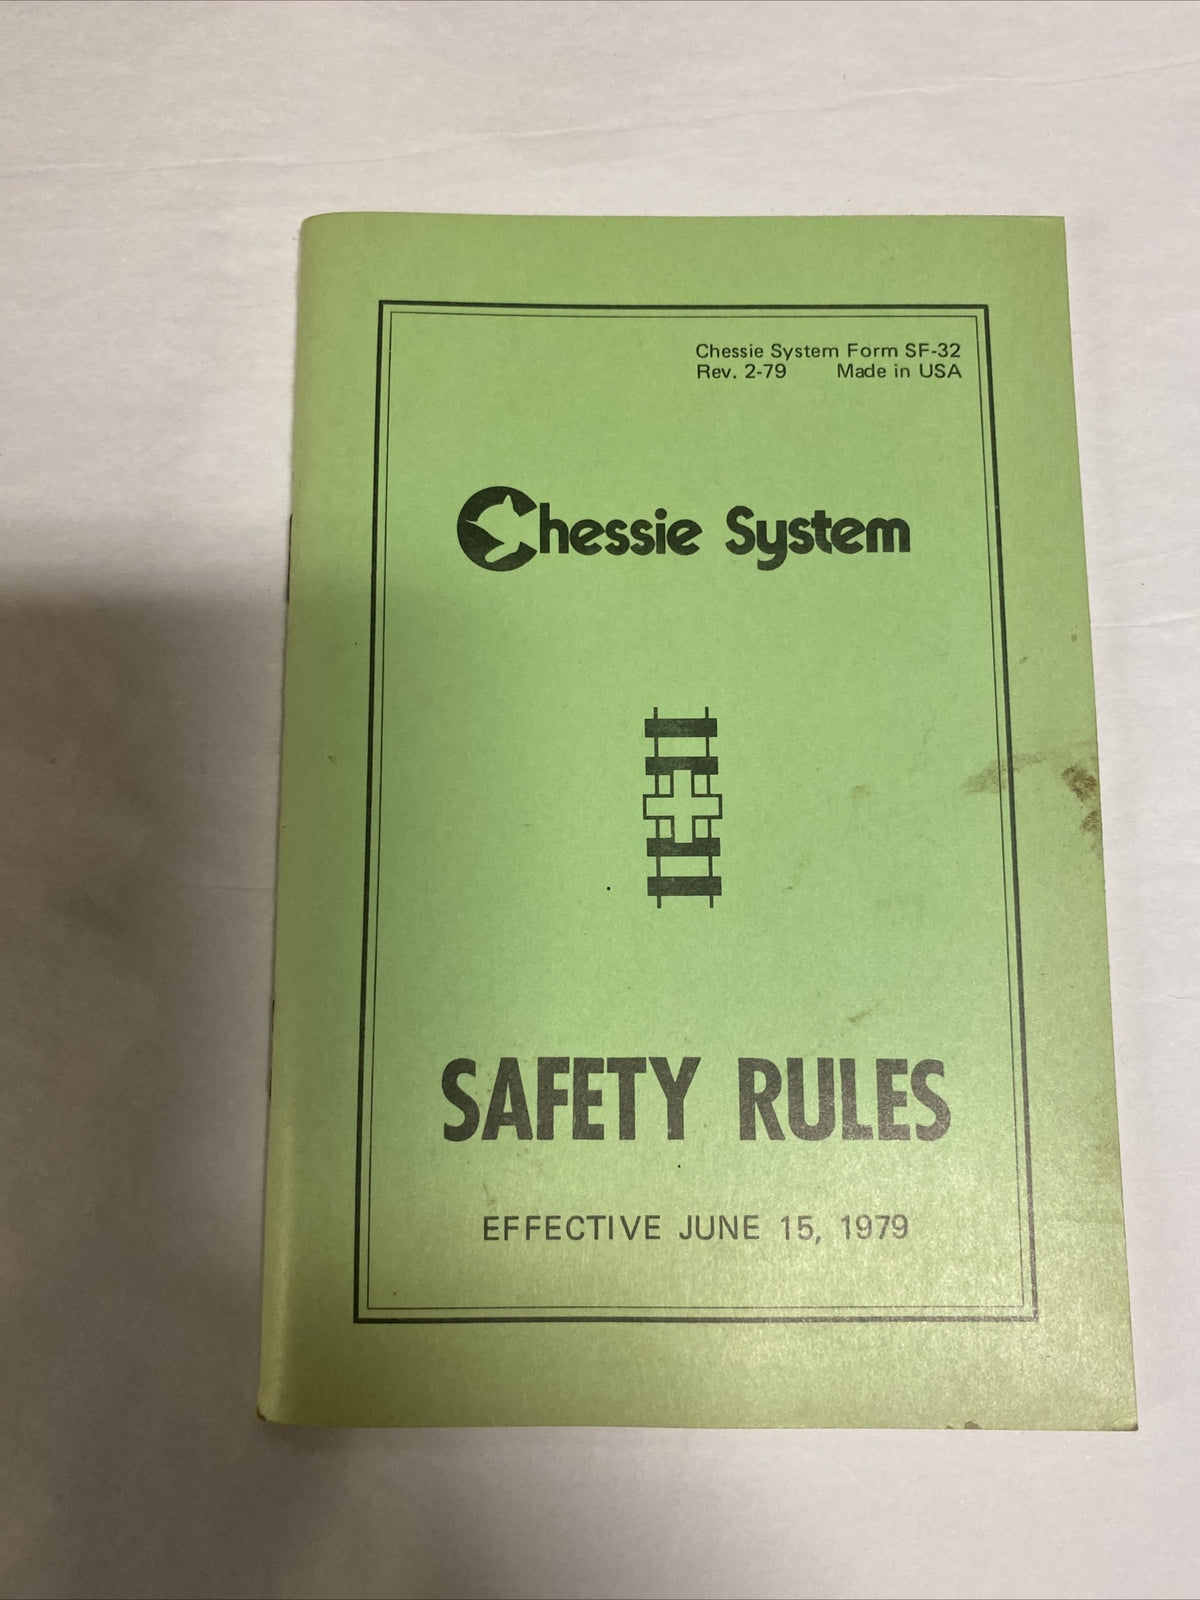 Chessie System Form SF-32
Rev. 2-79 Made in USA
Chessie System
SAFETY RULES
EFFECTIVE JUNE 15, 1979